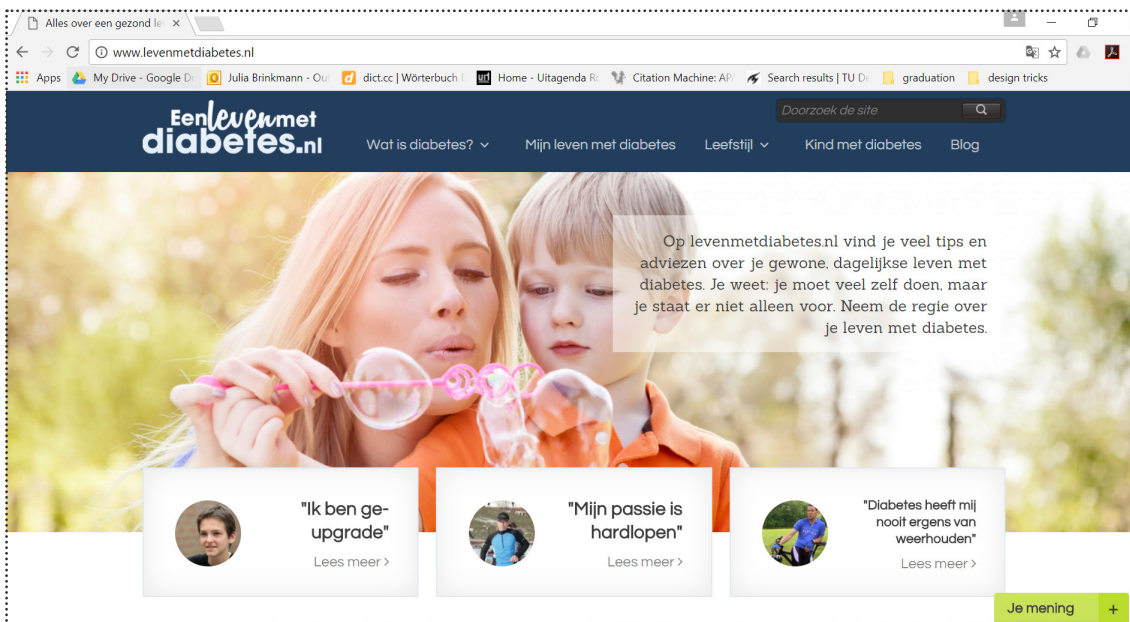 Alles over een gezond le
www.levenmetdiabetes.nl
Apps My Drive - Google Dr Julia Brinkmann - Out dict.cc | Wörterbuch Home - Uitagenda Ro Citation Machine: AP Search results | TU De graduation design tricks
Eenlevenmet
diabetes.nl
Doorzoek de site
Wat is diabetes? Mijn leven met diabetes Leefstijl Kind met diabetes Blog
Op levenmetdiabetes.nl vind je veel tips en
adviezen over je gewone, dagelijkse leven met
diabetes. Je weet: je moet veel zelf doen, maar
je staat er niet alleen voor. Neem de regie over
je leven met diabetes.
"Ik ben ge-
upgrade"
Lees meer >
"Mijn passie is
hardlopen"
Lees meer >
"Diabetes heeft mij
nooit ergens van
weerhouden"
Lees meer >
Je mening +